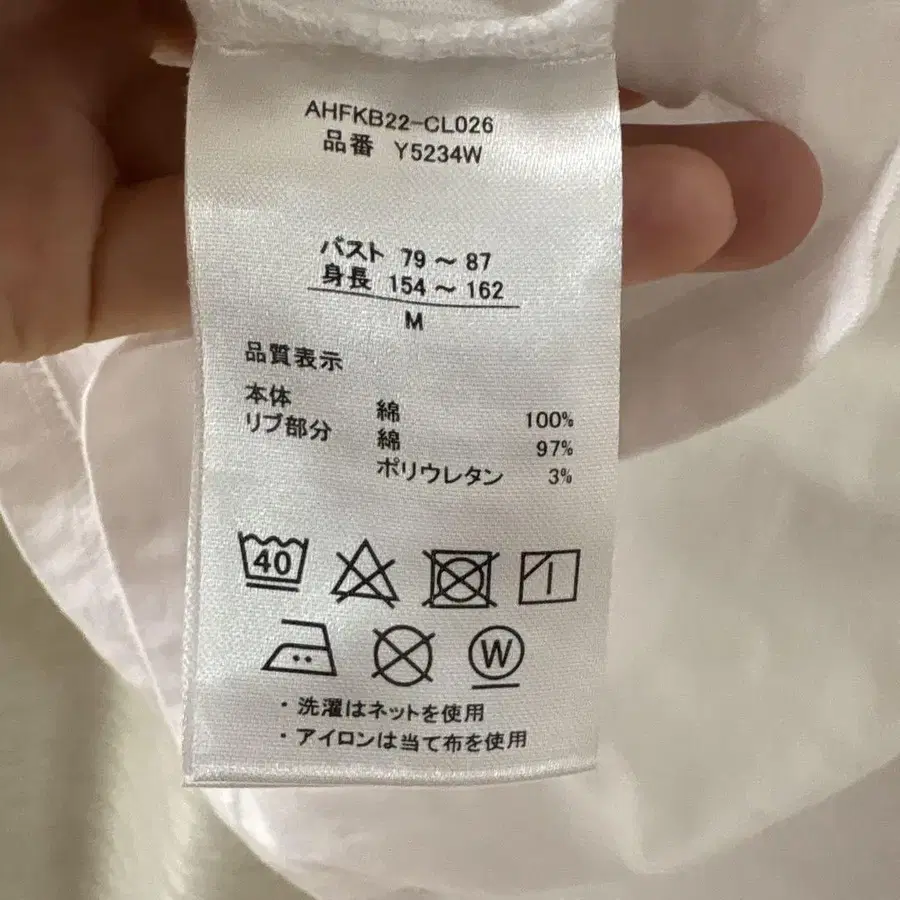 AHFKB22-CL026
品番 Y5234W
バスト 79～87
身長 154～162
M
品質表示
本体 綿 100%
リブ部分 綿 97%
ポリウレタン 3%
40
W
・洗濯はネットを使用
・アイロンは当て布を使用